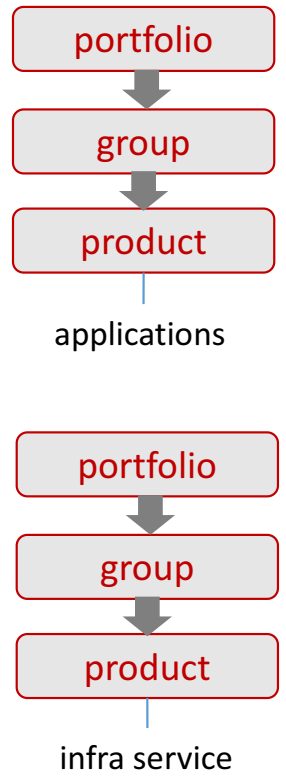 portfolio
group
product
applications
portfolio
group
product
infra service